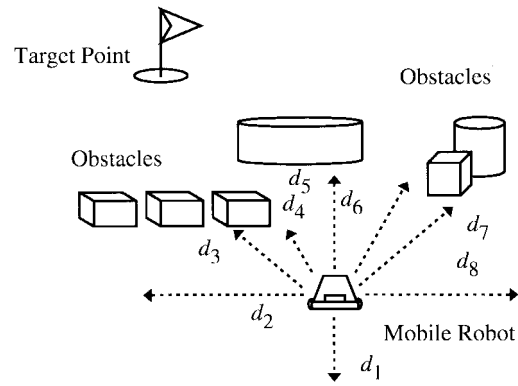 Target Point
Obstacles
Obstacles
d5
d4
d6
d3
d7
d8
d2
Mobile Robot
d1